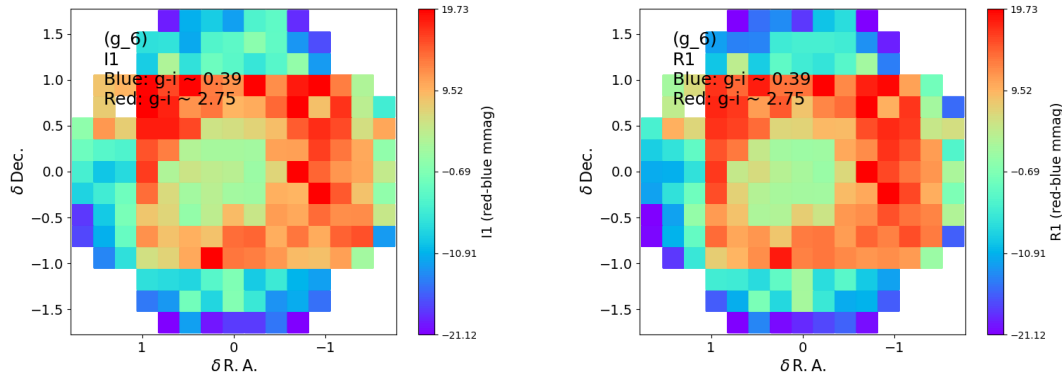 (g_6)
I1
Blue: g-i ~ 0.39
Red: g-i ~ 2.75
1.5
1.0
0.5
0.0
−0.5
−1.0
−1.5
δ Dec.
1
0
−1
δ R. A.
19.73
9.52
−0.69
−10.91
−21.12
I1 (red-blue mmag)
(g_6)
R1
Blue: g-i ~ 0.39
Red: g-i ~ 2.75
1.5
1.0
0.5
0.0
−0.5
−1.0
−1.5
δ Dec.
1
0
−1
δ R. A.
19.73
9.52
−0.69
−10.91
−21.12
R1 (red-blue mmag)